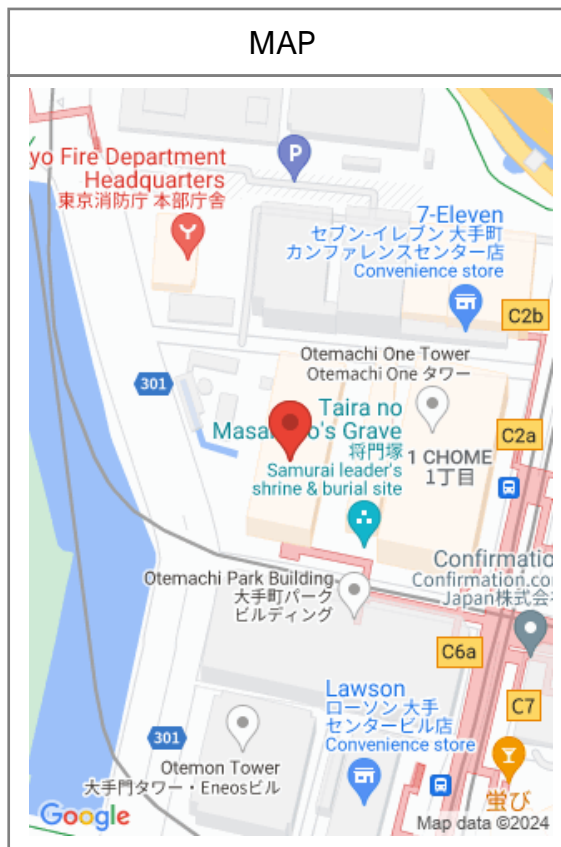 MAP
yo Fire Department
Headquarters
東京消防庁 本部庁舎
P
7-Eleven
セブン-イレブン 大手町
カンファレンスセンター店
Convenience store
C2b
Otemachi One Tower
Otemachi One タワー
301
Taira no
Masa o's Grave
将門塚
Samurai leader's
shrine & burial site
C2a
1 CHOME
1丁目
Confirmatio
Confirmation.co
Japan株式会
Otemachi Park Building
大手町パーク
ビルディング
C6a
C7
Lawson
ローソン 大手
センタービル店
Convenience store
301
Otemon Tower
大手門タワー・Eneosビル
蛍び
Google
Map data ©2024